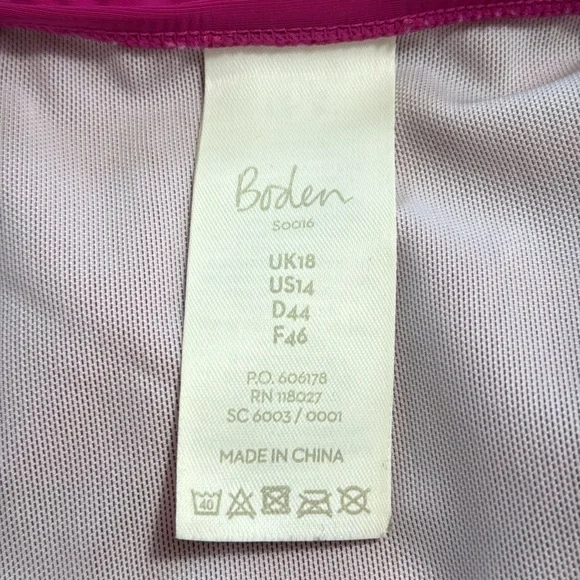 Boden
S0016
UK18
US14
D44
F46
P.O. 606178
RN 118027
SC 6003 / 0001
MADE IN CHINA
40